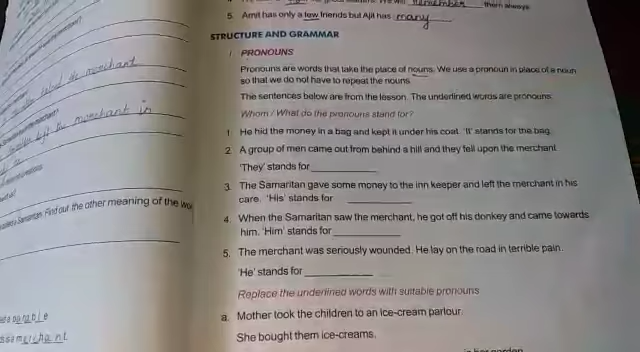 remember them always.
5. Amit has only a few friends but Ajit has many
STRUCTURE AND GRAMMAR
i. PRONOUNS
Pronouns are words that take the place of nouns. We use a pronoun in place of a noun
so that we do not have to repeat the nouns.
The sentences below are from the lesson. The underlined words are pronouns.
Whom / What do the pronouns stand for?
1. He hid the money in a bag and kept it under his coat. 'It' stands for the bag.
2. A group of men came out from behind a hill and they fell upon the merchant.
'They' stands for
3. The Samaritan gave some money to the inn keeper and left the merchant in his
care. 'His' stands for
4. When the Samaritan saw the merchant, he got off his donkey and came towards
him. 'Him' stands for
5. The merchant was seriously wounded. He lay on the road in terrible pain.
'He' stands for
Replace the underlined words with suitable pronouns
a. Mother took the children to an ice-cream parlour.
She bought them ice-creams.
merchant
the merchant in
Samaritan. Find out the other meaning of the
parable
merchant